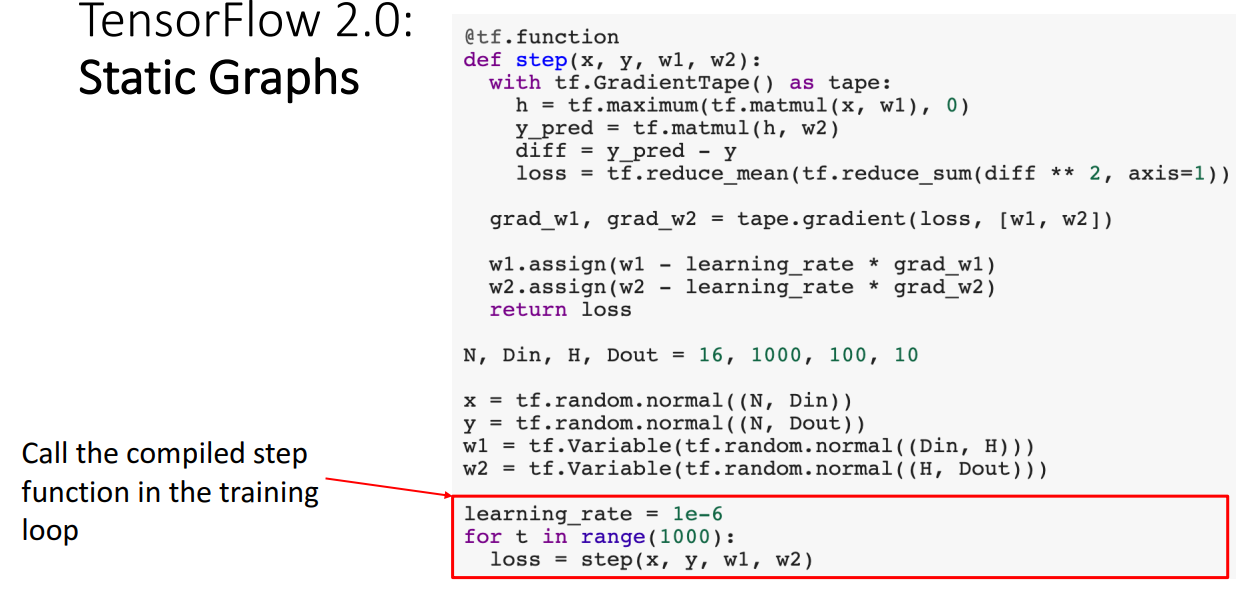 TensorFlow 2.0:
Static Graphs
@tf.function
def step(x, y, w1, w2):
  with tf.GradientTape() as tape:
    h = tf.maximum(tf.matmul(x, w1), 0)
    y_pred = tf.matmul(h, w2)
    diff = y_pred - y
    loss = tf.reduce_mean(tf.reduce_sum(diff ** 2, axis=1))
  grad_w1, grad_w2 = tape.gradient(loss, [w1, w2])
  w1.assign(w1 - learning_rate * grad_w1)
  w2.assign(w2 - learning_rate * grad_w2)
  return loss
N, Din, H, Dout = 16, 1000, 100, 10
x = tf.random.normal((N, Din))
y = tf.random.normal((N, Dout))
w1 = tf.Variable(tf.random.normal((Din, H)))
w2 = tf.Variable(tf.random.normal((H, Dout)))
Call the compiled step
function in the training
loop
learning_rate = 1e-6
for t in range(1000):
  loss = step(x, y, w1, w2)